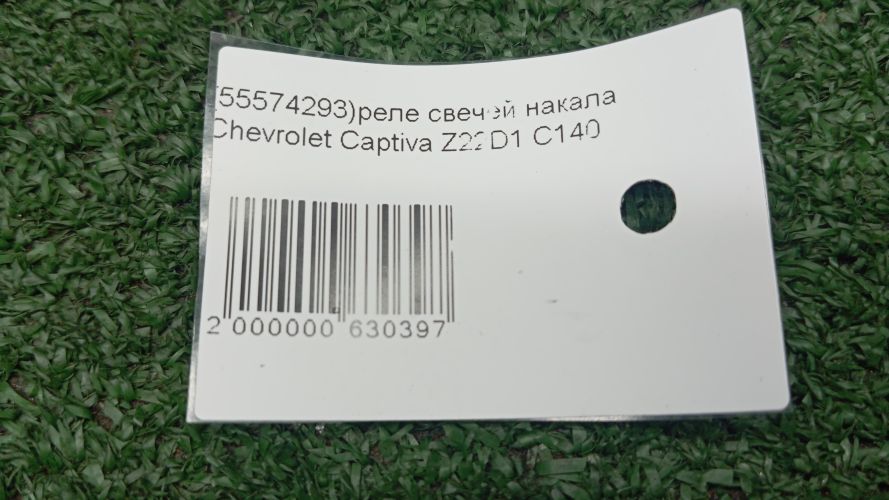 (55574293)реле свечей накала
Chevrolet Captiva Z22D1 C140
2 000000 630397